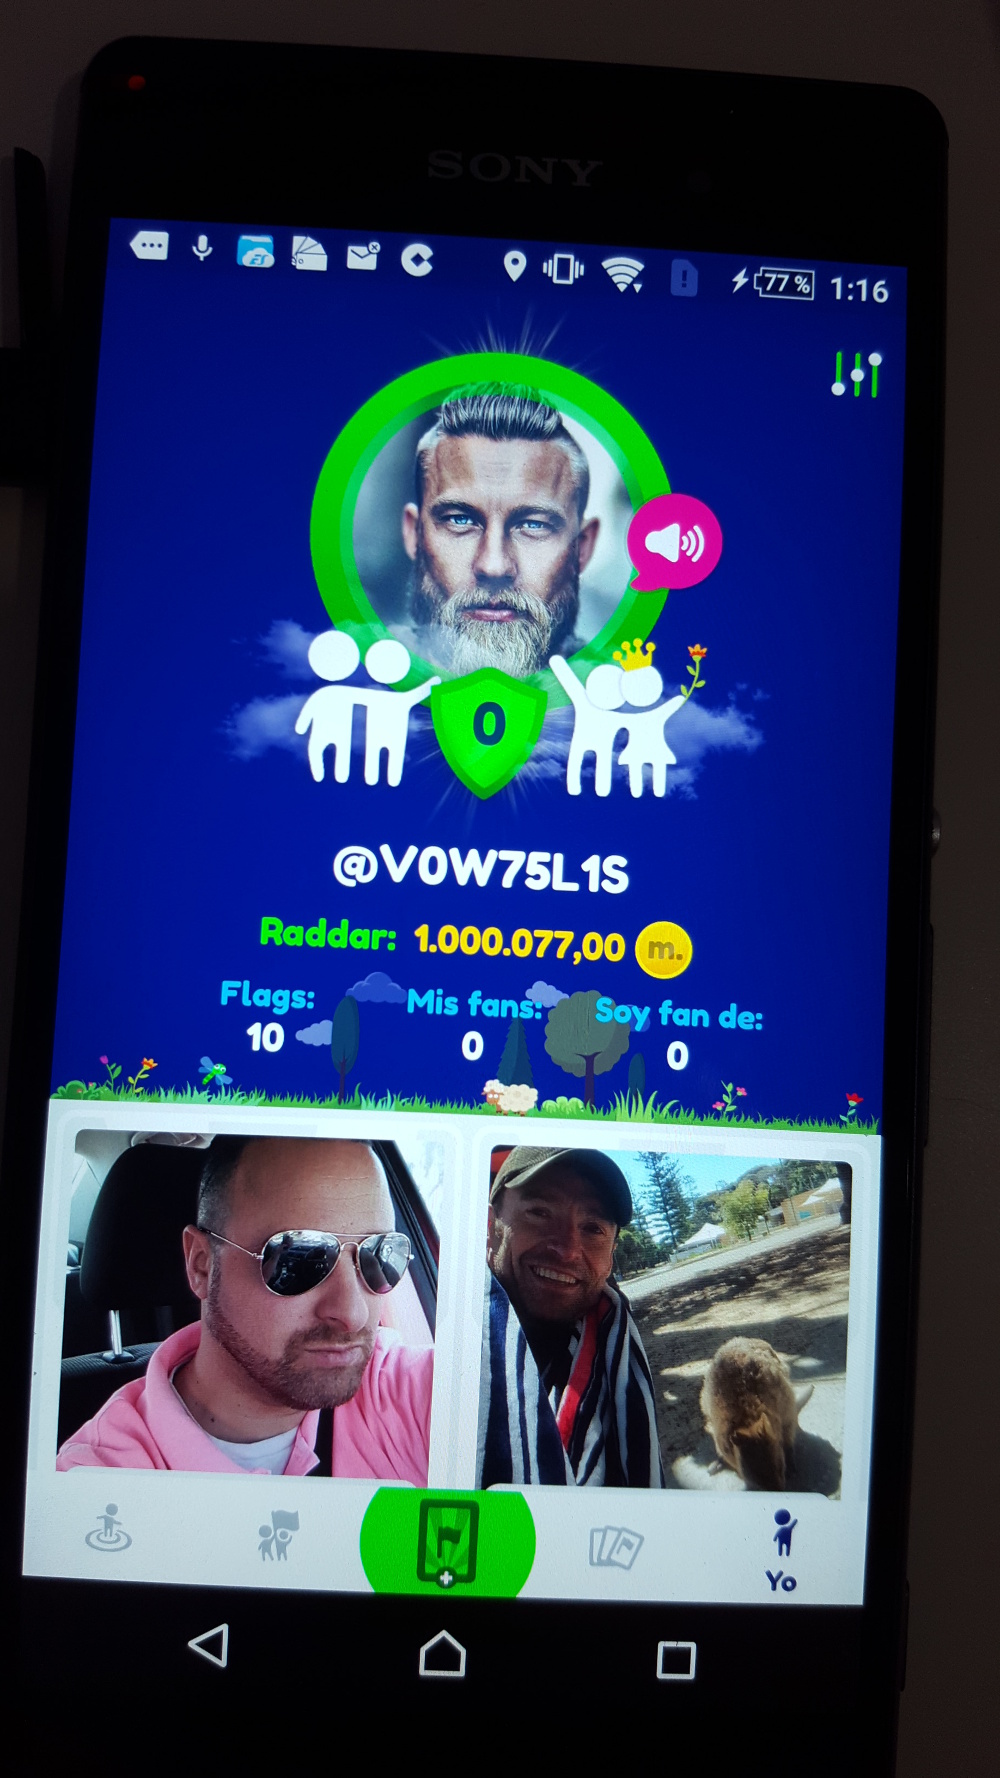 SONY
ES
77 %
1:16
0
@V0W75L1S
Raddar: 1.000.077,00 m.
Flags: Mis fans: Soy fan de:
10 0 0
Yo